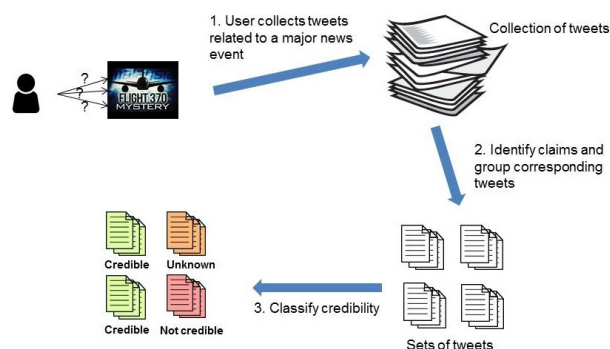 1. User collects tweets
related to a major news
event
Collection of tweets
?
?
?
FLIGHT 370
MYSTERY
2. Identify claims and
group corresponding
tweets
Credible
Unknown
Credible
Not credible
3. Classify credibility
Sets of tweets